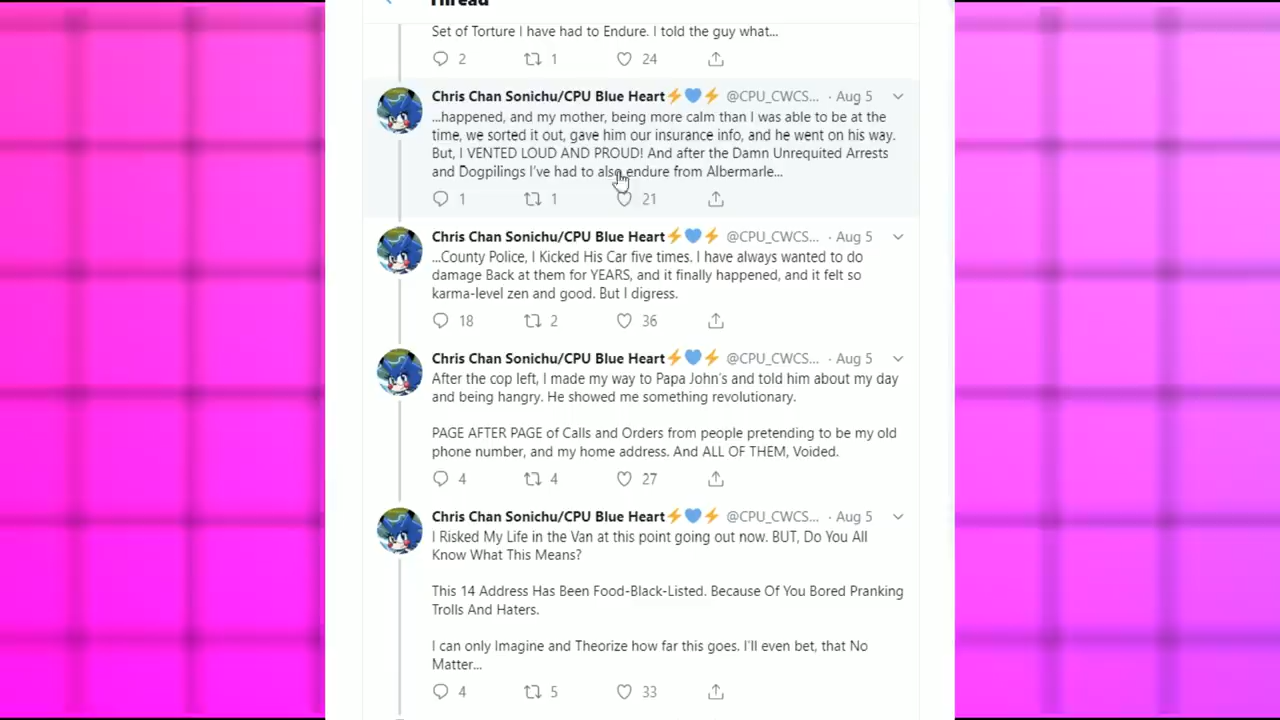 Thread
Set of Torture I have had to Endure. I told the guy what...
2 1 24
Chris Chan Sonichu/CPU Blue Heart⚡💙⚡ @CPU_CWCS... · Aug 5
...happened, and my mother, being more calm than I was able to be at the
time, we sorted it out, gave him our insurance info, and he went on his way.
But, I VENTED LOUD AND PROUD! And after the Damn Unrequited Arrests
and Dogpilings I've had to also endure from Albermarle...
1 1 21
Chris Chan Sonichu/CPU Blue Heart⚡💙⚡ @CPU_CWCS... · Aug 5
...County Police, I Kicked His Car five times. I have always wanted to do
damage Back at them for YEARS, and it finally happened, and it felt so
karma-level zen and good. But I digress.
18 2 36
Chris Chan Sonichu/CPU Blue Heart⚡💙⚡ @CPU_CWCS... · Aug 5
After the cop left, I made my way to Papa John's and told him about my day
and being hangry. He showed me something revolutionary.
PAGE AFTER PAGE of Calls and Orders from people pretending to be my old
phone number, and my home address. And ALL OF THEM, Voided.
4 4 27
Chris Chan Sonichu/CPU Blue Heart⚡💙⚡ @CPU_CWCS... · Aug 5
I Risked My Life in the Van at this point going out now. BUT, Do You All
Know What This Means?
This 14 Address Has Been Food-Black-Listed. Because Of You Bored Pranking
Trolls And Haters.
I can only Imagine and Theorize how far this goes. I'll even bet, that No
Matter...
4 5 33